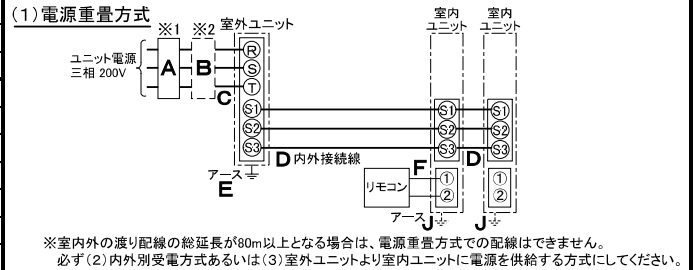 (1)電源重畳方式
※1 ※2 室外ユニット 室内ユニット 室内ユニット
ユニット電源
三相 200V
A B C
R
S
T
S1 S1 S1
S2 S2 S2
S3 S3 S3
D 内外接続線 F D
アース
E
リモコン ① ①
② ②
アース J J
※室内外の渡り配線の総延長が80m以上となる場合は、電源重畳方式での配線はできません。
必ず(2)内外別受電方式あるいは(3)室外ユニットより室内ユニットに電源を供給する方式にしてください。